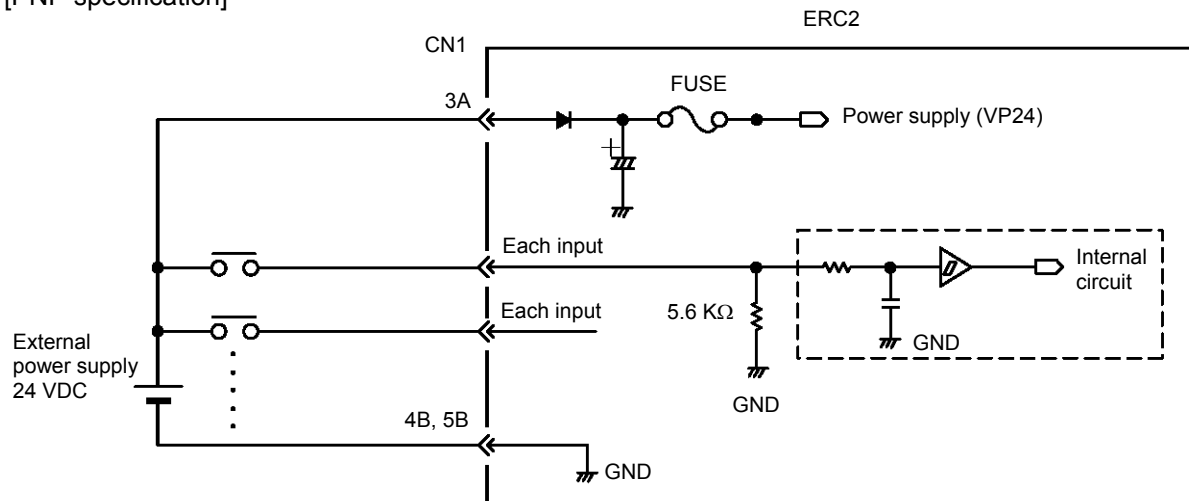 [PNP specification]
ERC2
CN1
FUSE
3A
Power supply (VP24)
Each input
Internal
circuit
5.6 KΩ
Each input
GND
External
power supply
24 VDC
GND
4B, 5B
GND